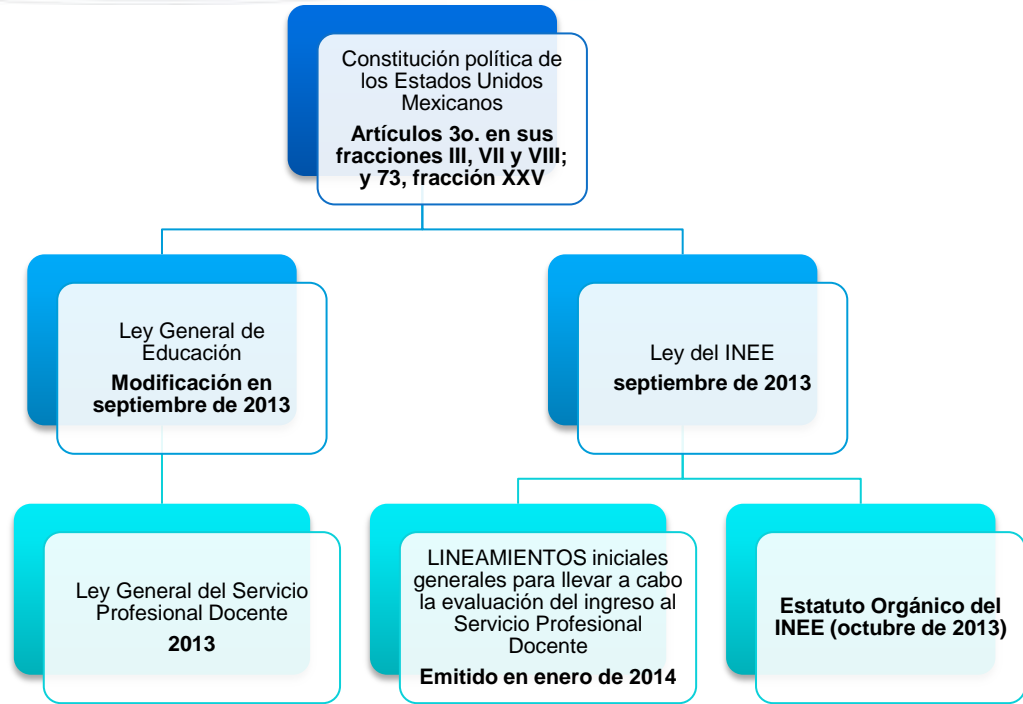 Constitución política de
los Estados Unidos
Mexicanos
Artículos 3o. en sus
fracciones III, VII y VIII;
y 73, fracción XXV
Ley General de
Educación
Modificación en
septiembre de 2013
Ley del INEE
septiembre de 2013
Ley General del Servicio
Profesional Docente
2013
LINEAMIENTOS iniciales
generales para llevar a cabo
la evaluación del ingreso al
Servicio Profesional
Docente
Emitido en enero de 2014
Estatuto Orgánico del
INEE (octubre de 2013)